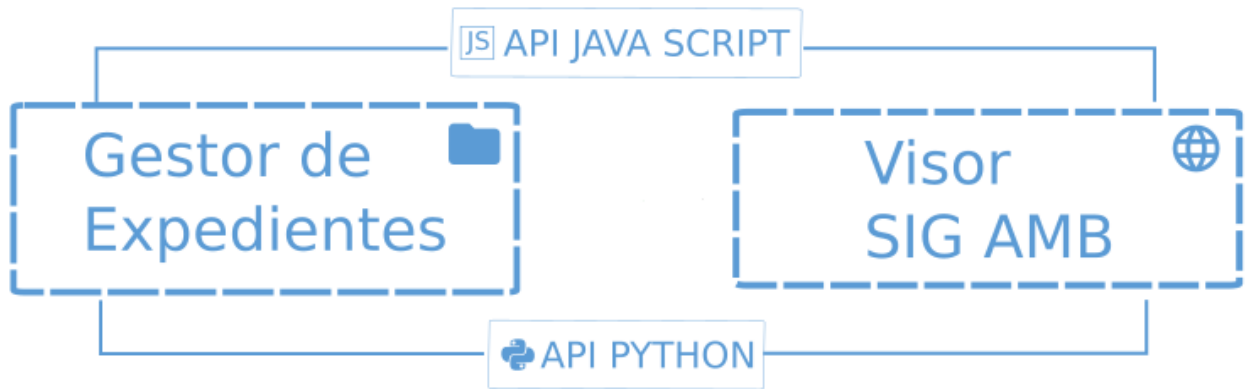 JS API JAVA SCRIPT
Gestor de
Expedientes
Visor
SIG AMB
API PYTHON